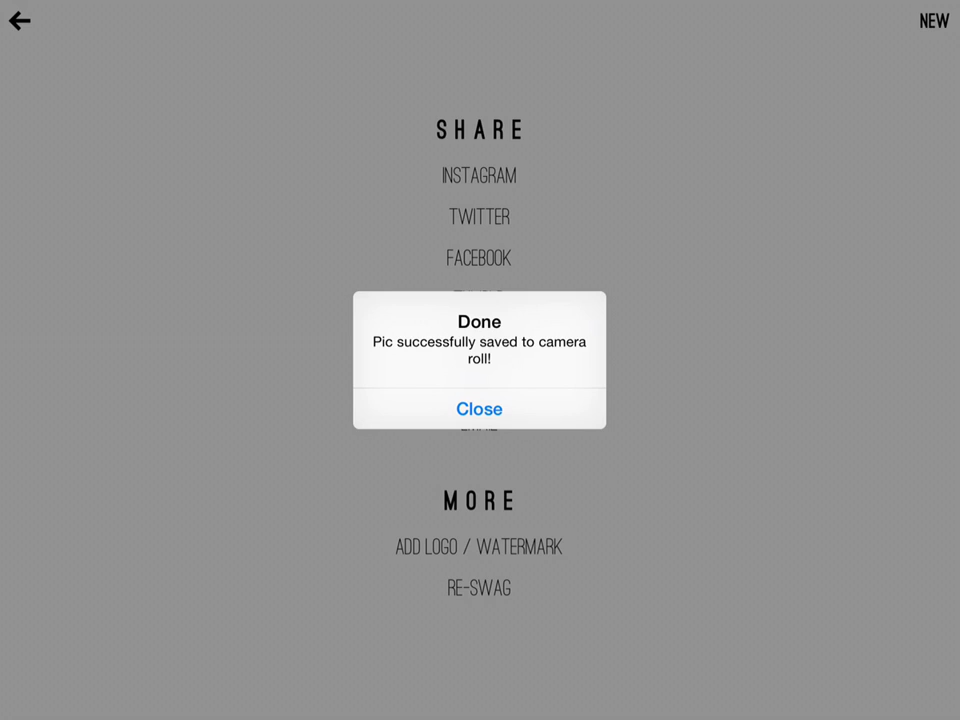 NEW
SHARE
INSTAGRAM
TWITTER
FACEBOOK
Done
Pic successfully saved to camera
roll!
Close
MORE
ADD LOGO / WATERMARK
RE-SWAG